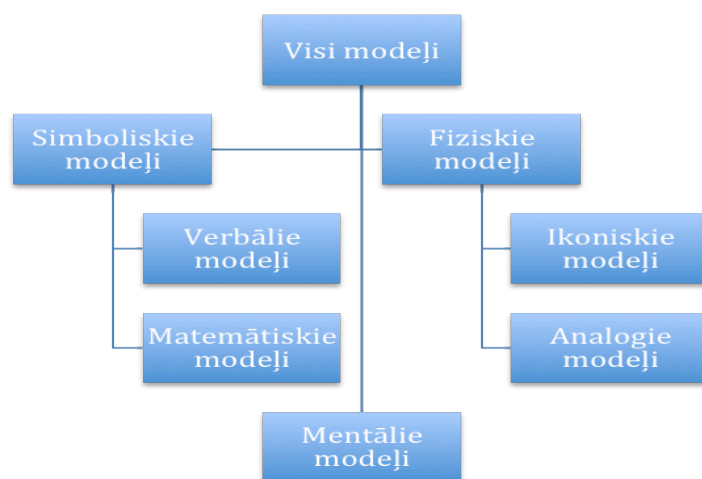 Visi modeļi
Simboliskie
modeļi
Fiziskie
modeļi
Verbālie
modeļi
Ikoniskie
modeļi
Matemātiskie
modeļi
Analogie
modeļi
Mentālie
modeļi